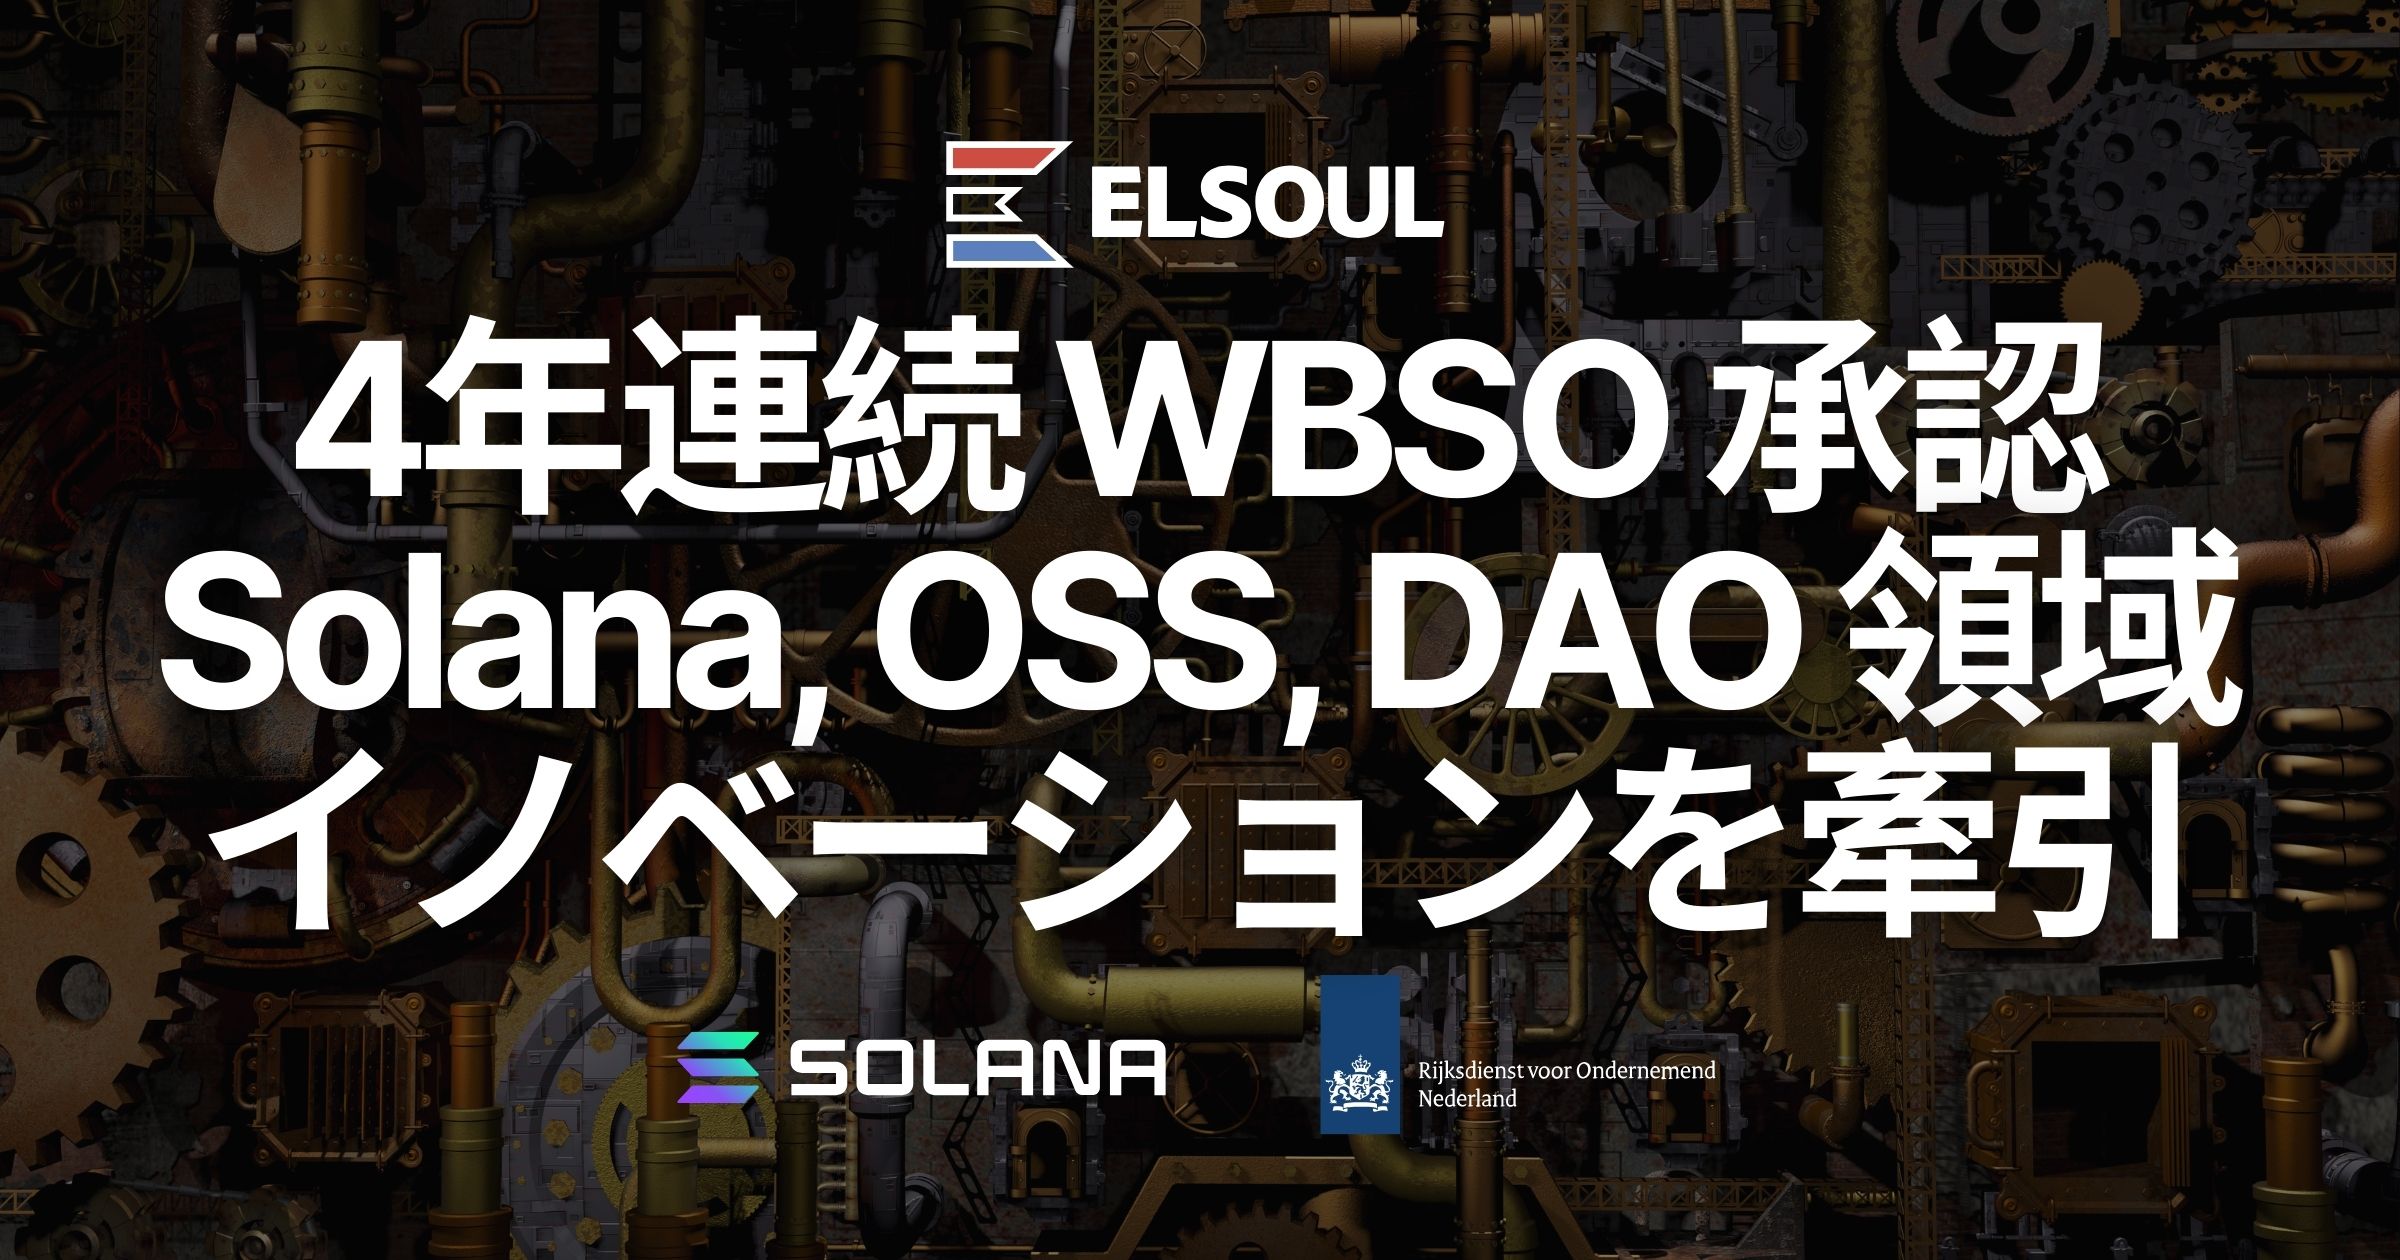 ELSOUL
4年連続 WBSO 承認
Solana, OSS, DAO 領域
イノベーションを牽引
SOLANA
Rijksdienst voor Ondernemend
Nederland